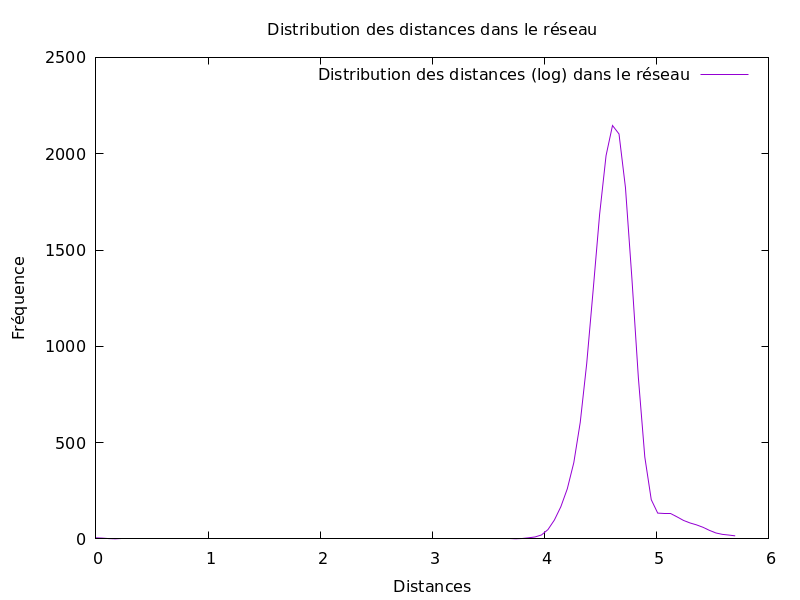 Distribution des distances dans le réseau
Distribution des distances (log) dans le réseau
2500
2000
1500
1000
500
0
Fréquence
0 1 2 3 4 5 6
Distances